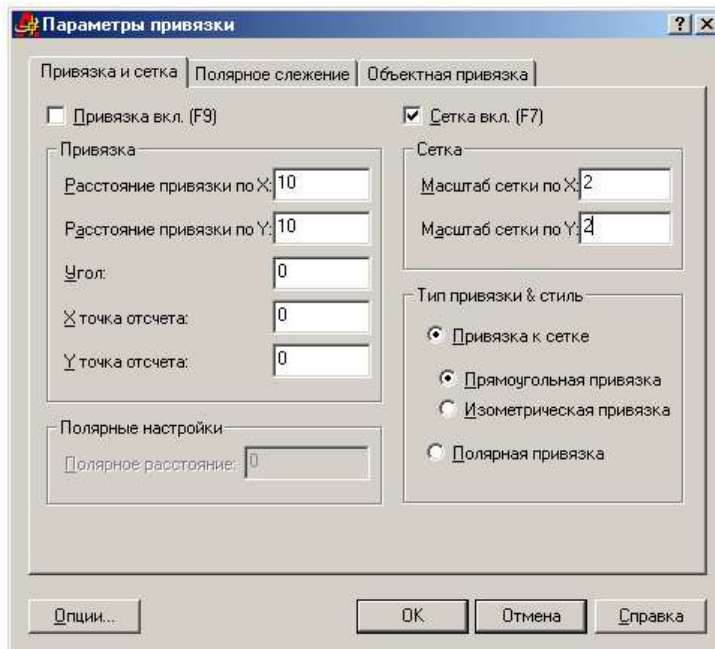 Параметры привязки
Привязка и сетка Полярное слежение Объектная привязка
Привязка вкл. (F9)
Сетка вкл. (F7)
Привязка
Расстояние привязки по X: 10
Расстояние привязки по Y: 10
Угол: 0
X точка отсчета: 0
Y точка отсчета: 0
Полярные настройки
Полярное расстояние: 0
Сетка
Масштаб сетки по X: 2
Масштаб сетки по Y: 2
Тип привязки & стиль
Привязка к сетке
Прямоугольная привязка
Изометрическая привязка
Полярная привязка
Опции... OK Отмена Справка